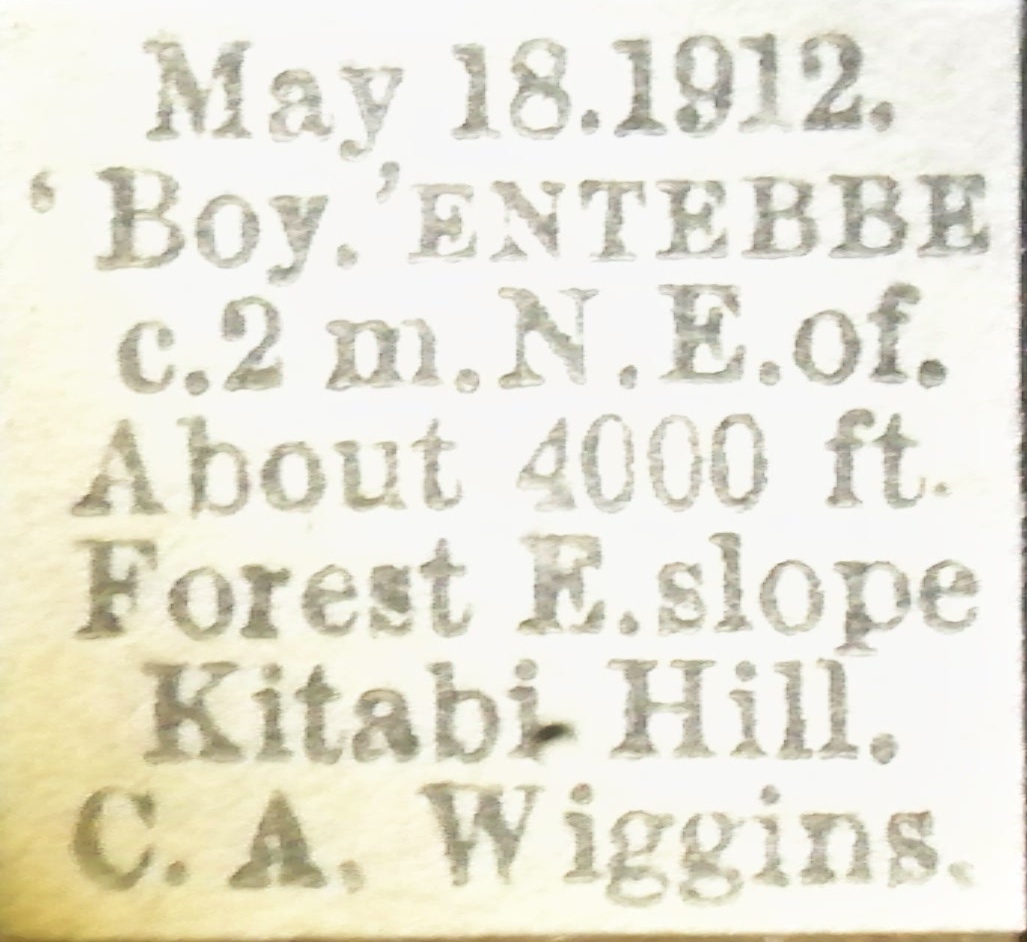 May 18.1912.
‘Boy.’ ENTEBBE
c.2 m.N.E.of.
About 4000 ft.
Forest E.slope
Kitabi Hill.
C. A. Wiggins.